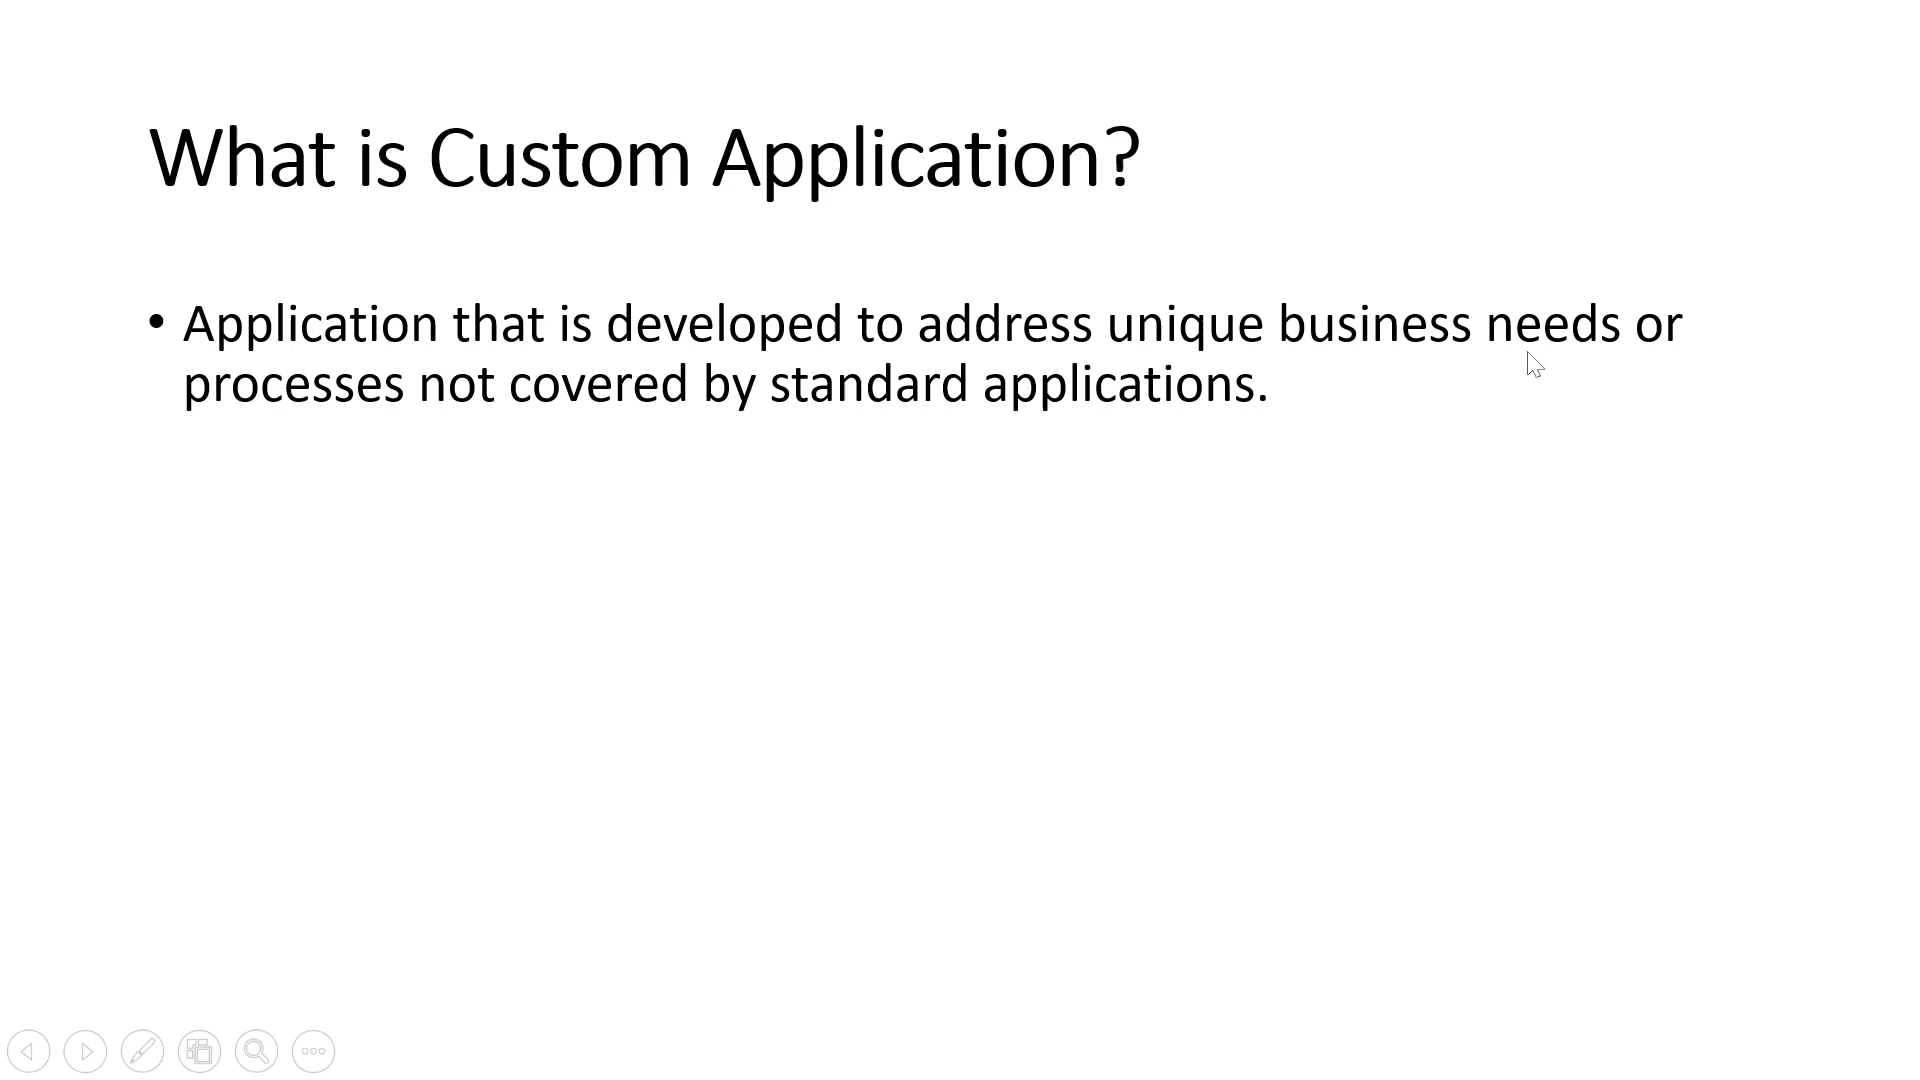 What is Custom Application?
• Application that is developed to address unique business needs or
processes not covered by standard applications.